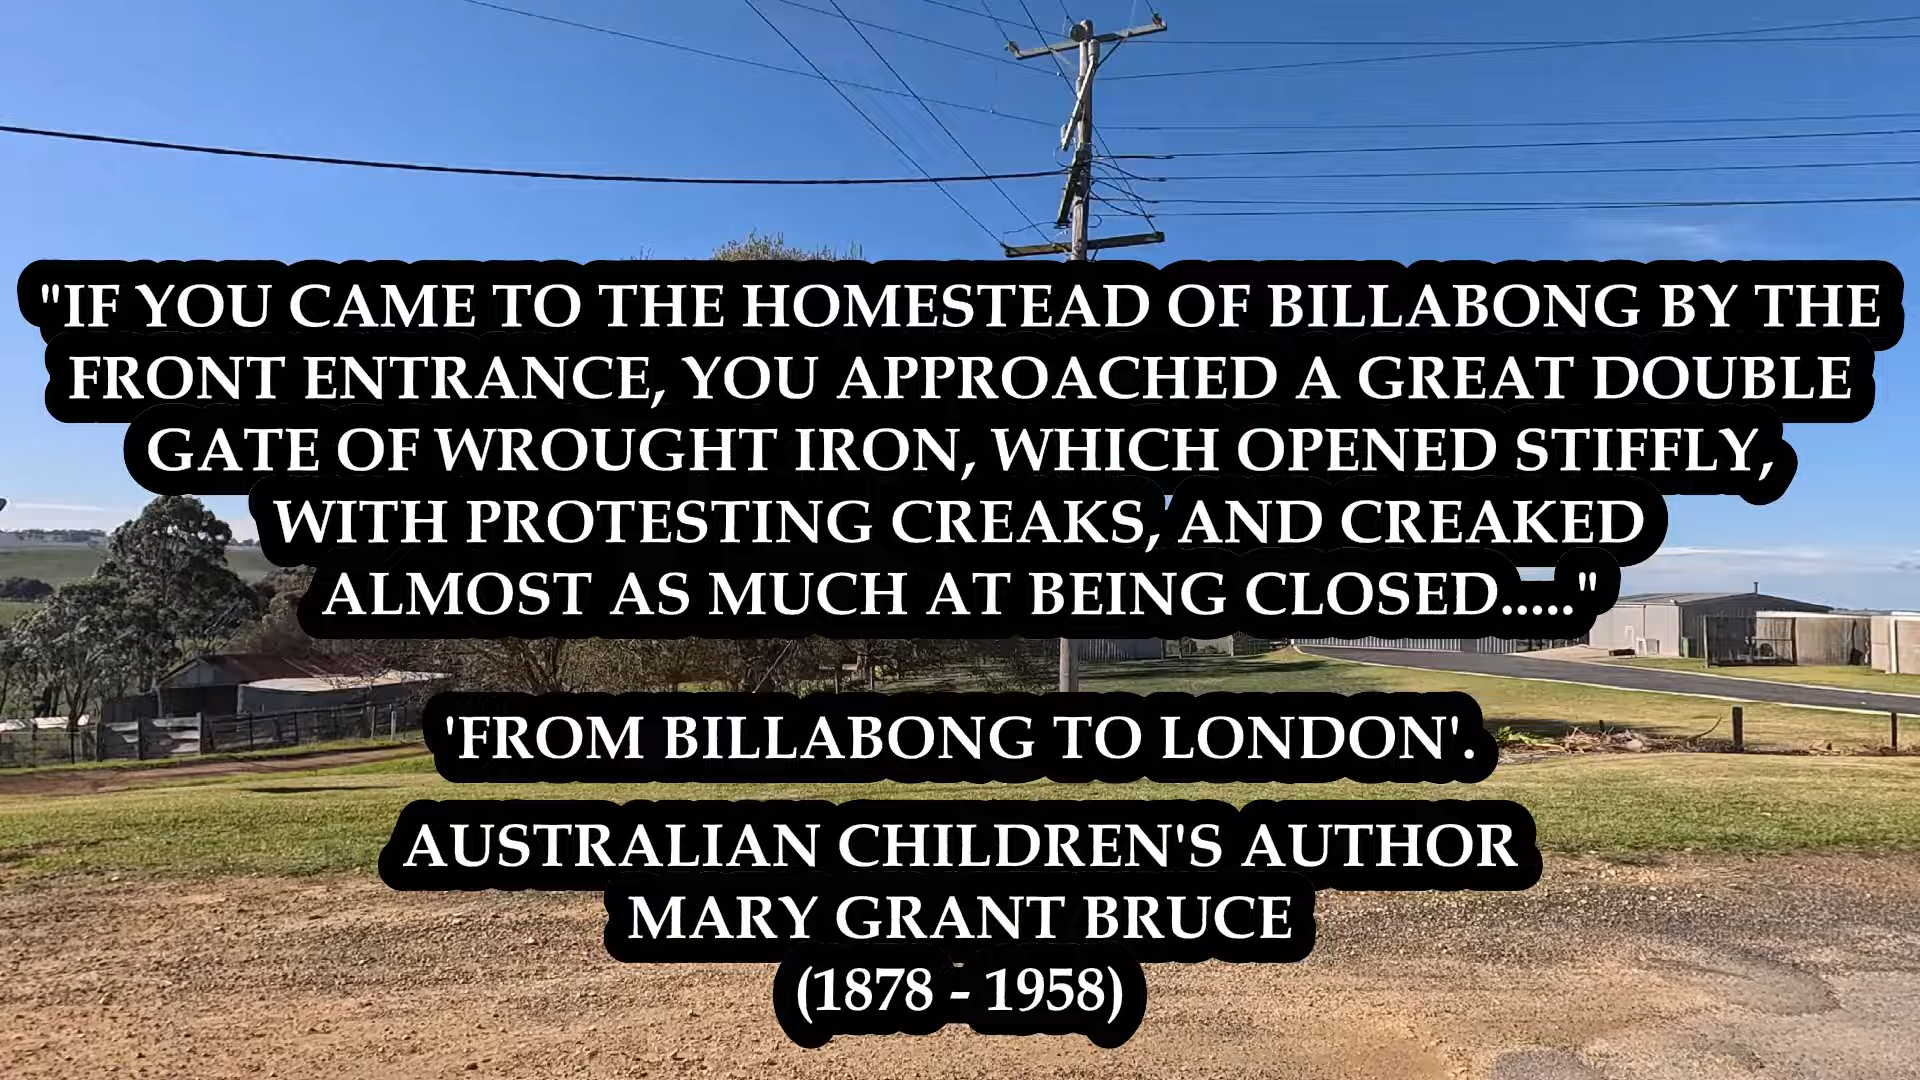 "IF YOU CAME TO THE HOMESTEAD OF BILLABONG BY THE
FRONT ENTRANCE, YOU APPROACHED A GREAT DOUBLE
GATE OF WROUGHT IRON, WHICH OPENED STIFFLY,
WITH PROTESTING CREAKS, AND CREAKED
ALMOST AS MUCH AT BEING CLOSED....."
'FROM BILLABONG TO LONDON'.
AUSTRALIAN CHILDREN'S AUTHOR
MARY GRANT BRUCE
(1878 - 1958)